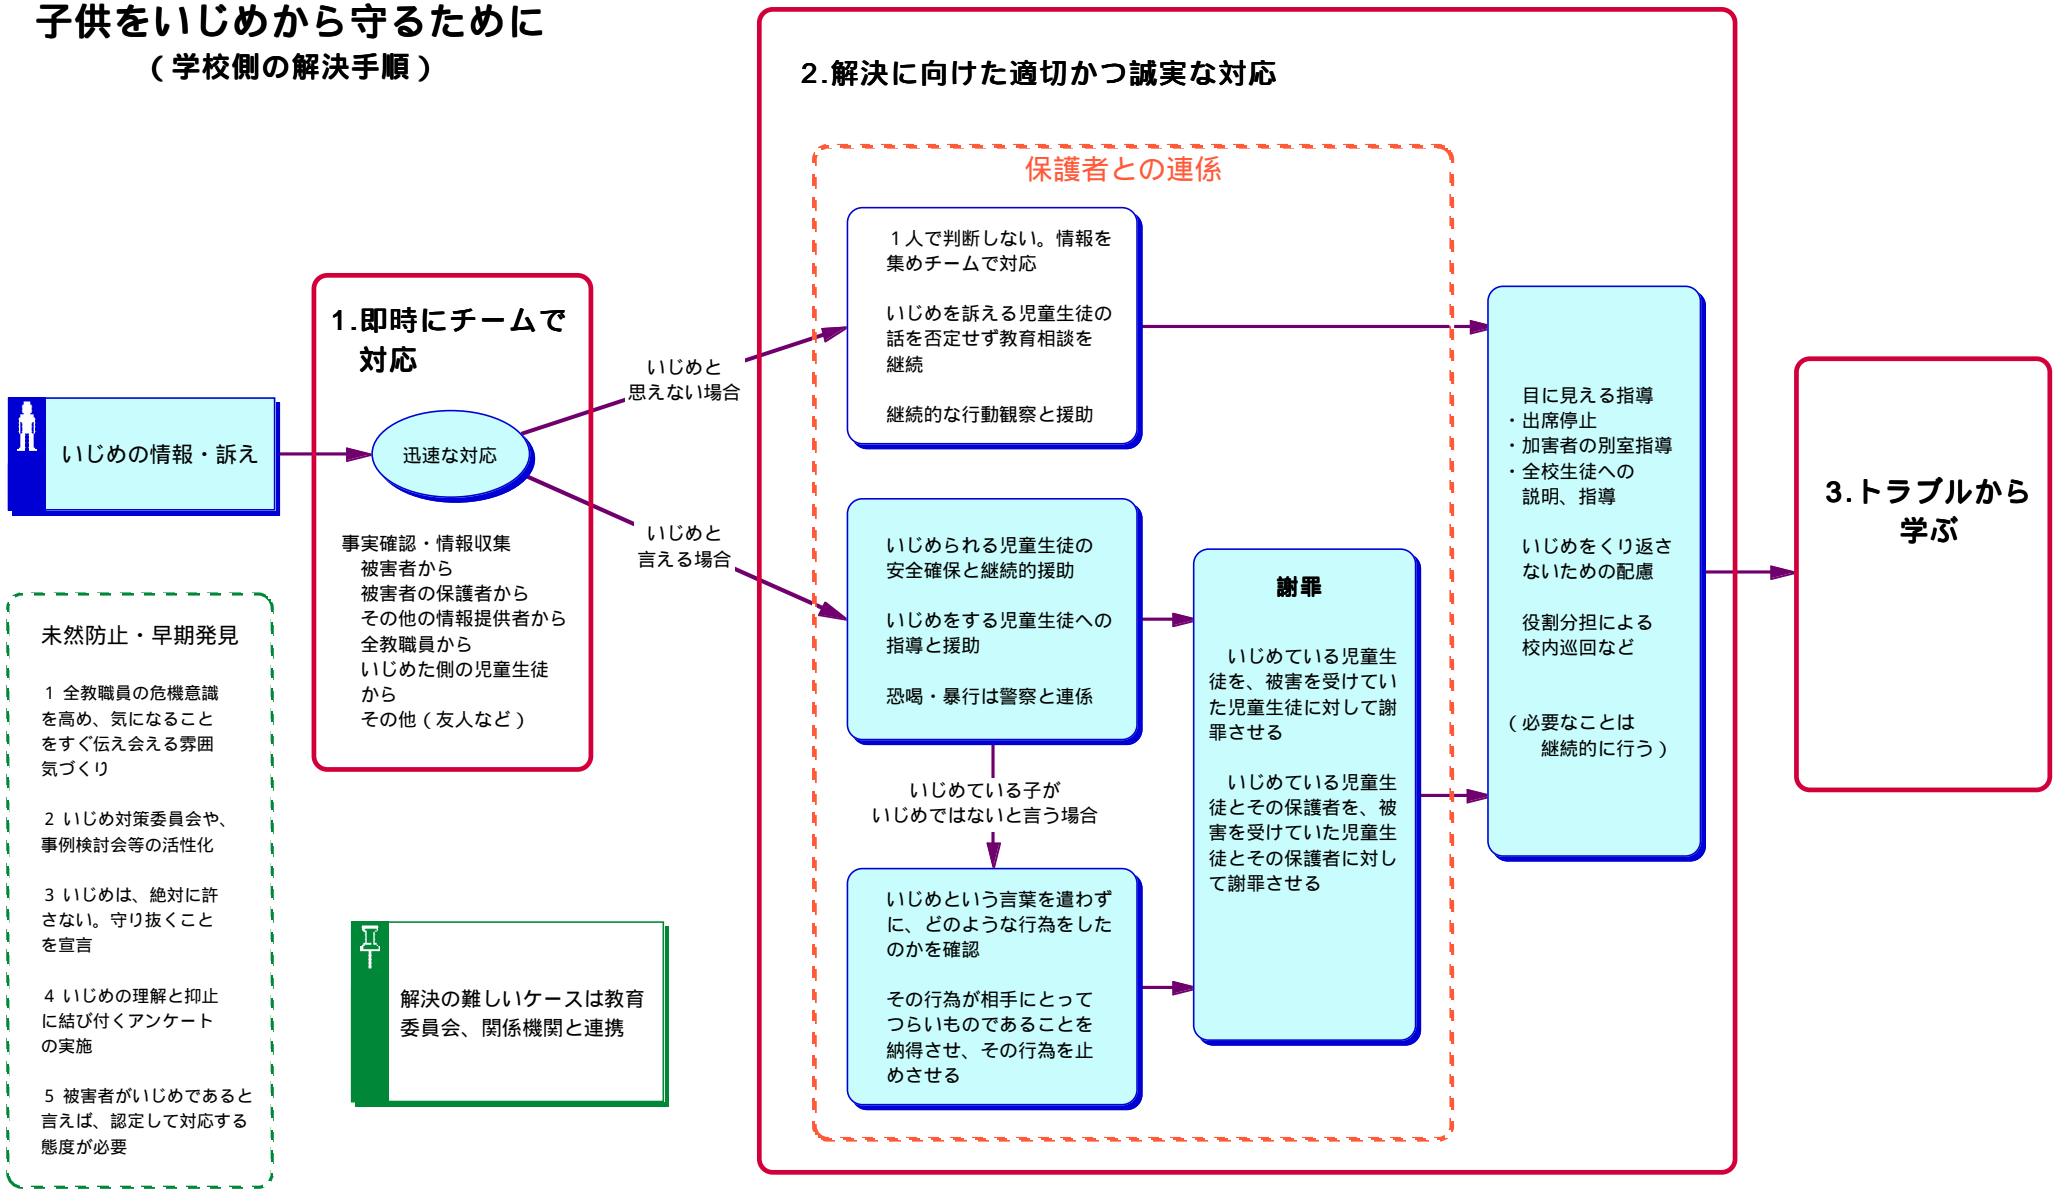 子供をいじめから守るために
（学校側の解決手順）
いじめの情報・訴え
未然防止・早期発見
1 全教職員の危機意識
を高め、気になること
をすぐ伝え会える雰囲
気づくり
2 いじめ対策委員会や、
事例検討会等の活性化
3 いじめは、絶対に許
さない。守り抜くこと
を宣言
4 いじめの理解と抑止
に結び付くアンケート
の実施
5 被害者がいじめであると
言えば、認定して対応する
態度が必要
1.即時にチームで
対応
迅速な対応
事実確認・情報収集
被害者から
被害者の保護者から
その他の情報提供者から
全教職員から
いじめた側の児童生徒
から
その他（友人など）
解決の難しいケースは教育
委員会、関係機関と連携
いじめと
思えない場合
いじめと
言える場合
2.解決に向けた適切かつ誠実な対応
保護者との連係
１人で判断しない。情報を
集めチームで対応
いじめを訴える児童生徒の
話を否定せず教育相談を
継続
継続的な行動観察と援助
いじめられる児童生徒の
安全確保と継続的援助
いじめをする児童生徒への
指導と援助
恐喝・暴行は警察と連係
いじめている子が
いじめではないと言う場合
いじめという言葉を遣わず
に、どのような行為をした
のかを確認
その行為が相手にとって
つらいものであることを
納得させ、その行為を止
めさせる
謝罪
いじめている児童生
徒を、被害を受けてい
た児童生徒に対して謝
罪させる
いじめている児童生
徒とその保護者を、被
害を受けていた児童生
徒とその保護者に対し
て謝罪させる
目に見える指導
・出席停止
・加害者の別室指導
・全校生徒への
説明、指導
いじめをくり返さ
ないための配慮
役割分担による
校内巡回など
（必要なことは
継続的に行う）
3.トラブルから
学ぶ